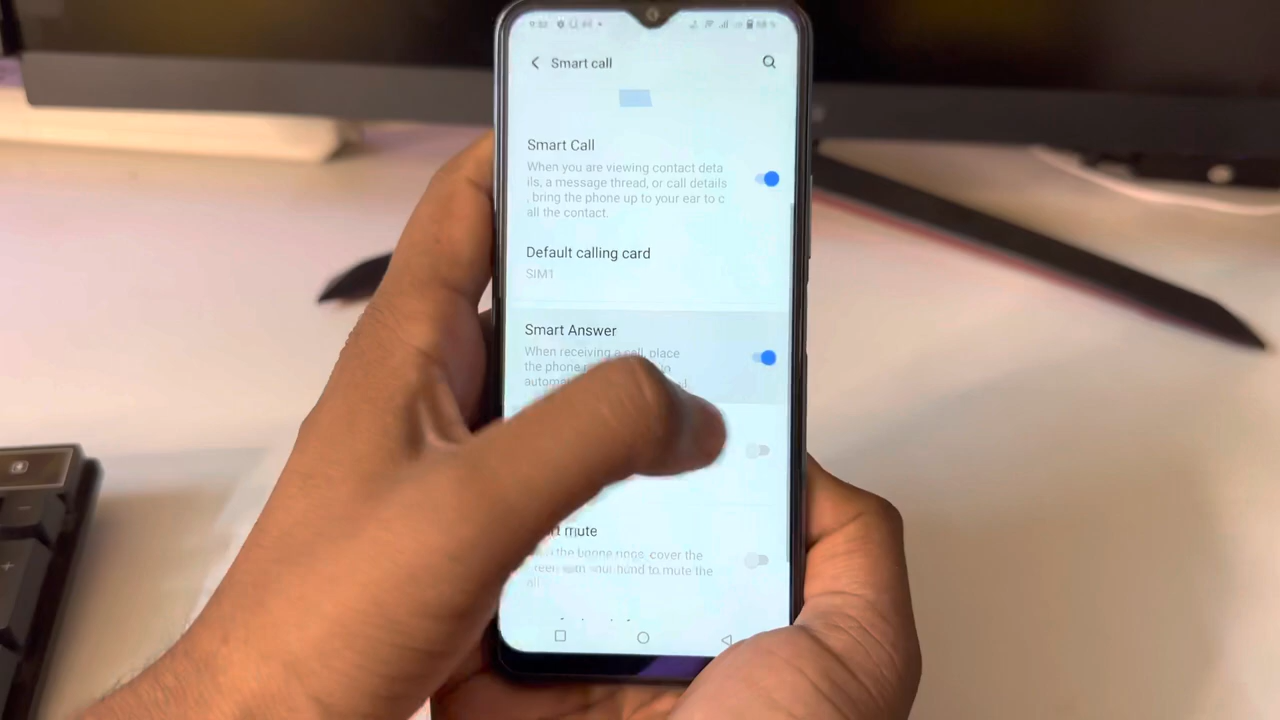 Smart call
Smart Call
When you are viewing contact deta
ils, a message thread, or call details
, bring the phone up to your ear to c
all the contact.
Default calling card
SIM1
Smart Answer
When receiving a call, place
the phone
mute
the phone rings, cover the
with your hand to mute the